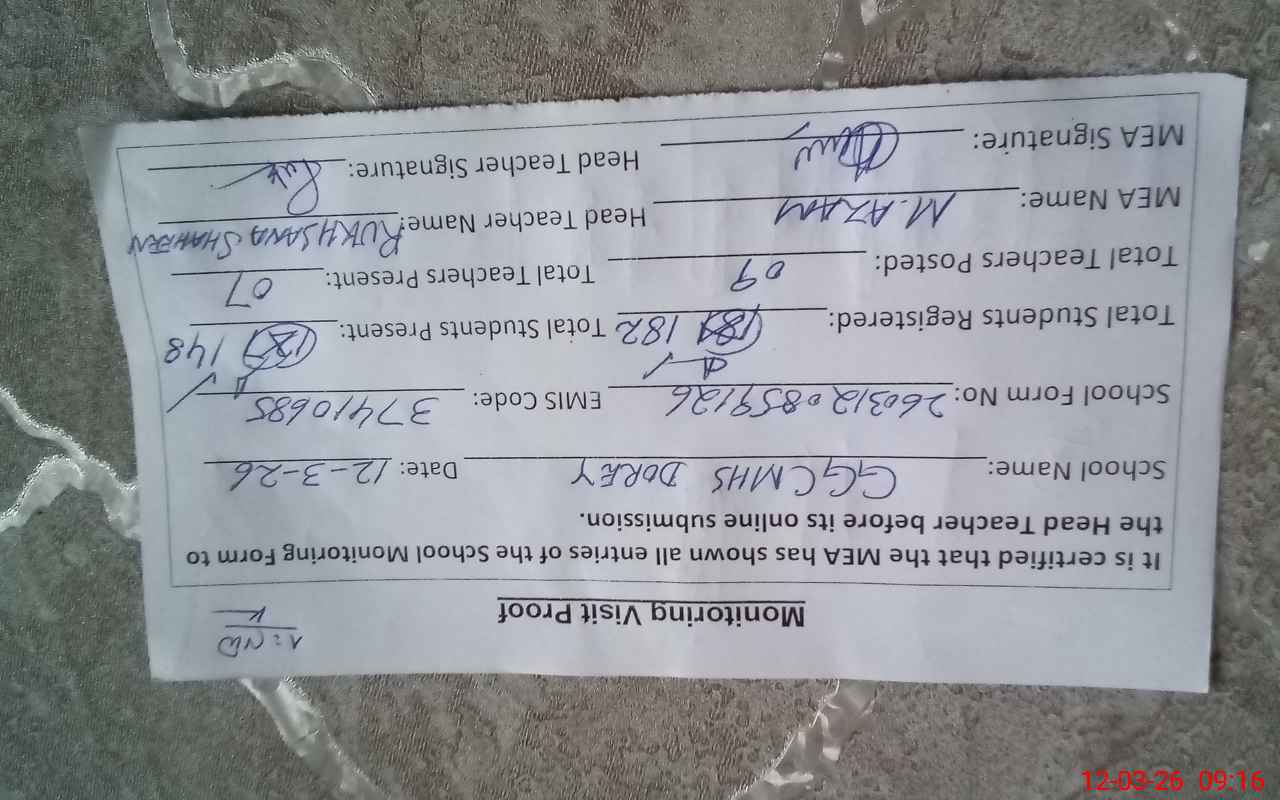 Monitoring Visit Proof
It is certified that the MEA has shown all entries of the School Monitoring Form to
the Head Teacher before its online submission.
School Name: GGCMHS DOREY Date: 12-3-26
School Form No: 2603120859126 EMIS Code: 37410685
Total Students Registered: 182 Total Students Present: 148
Total Teachers Posted: 09 Total Teachers Present: 07
MEA Name: M. AZAM Head Teacher Name: RUKHSANA SHAHEEN
MEA Signature: Head Teacher Signature:
12-03-26 09:16